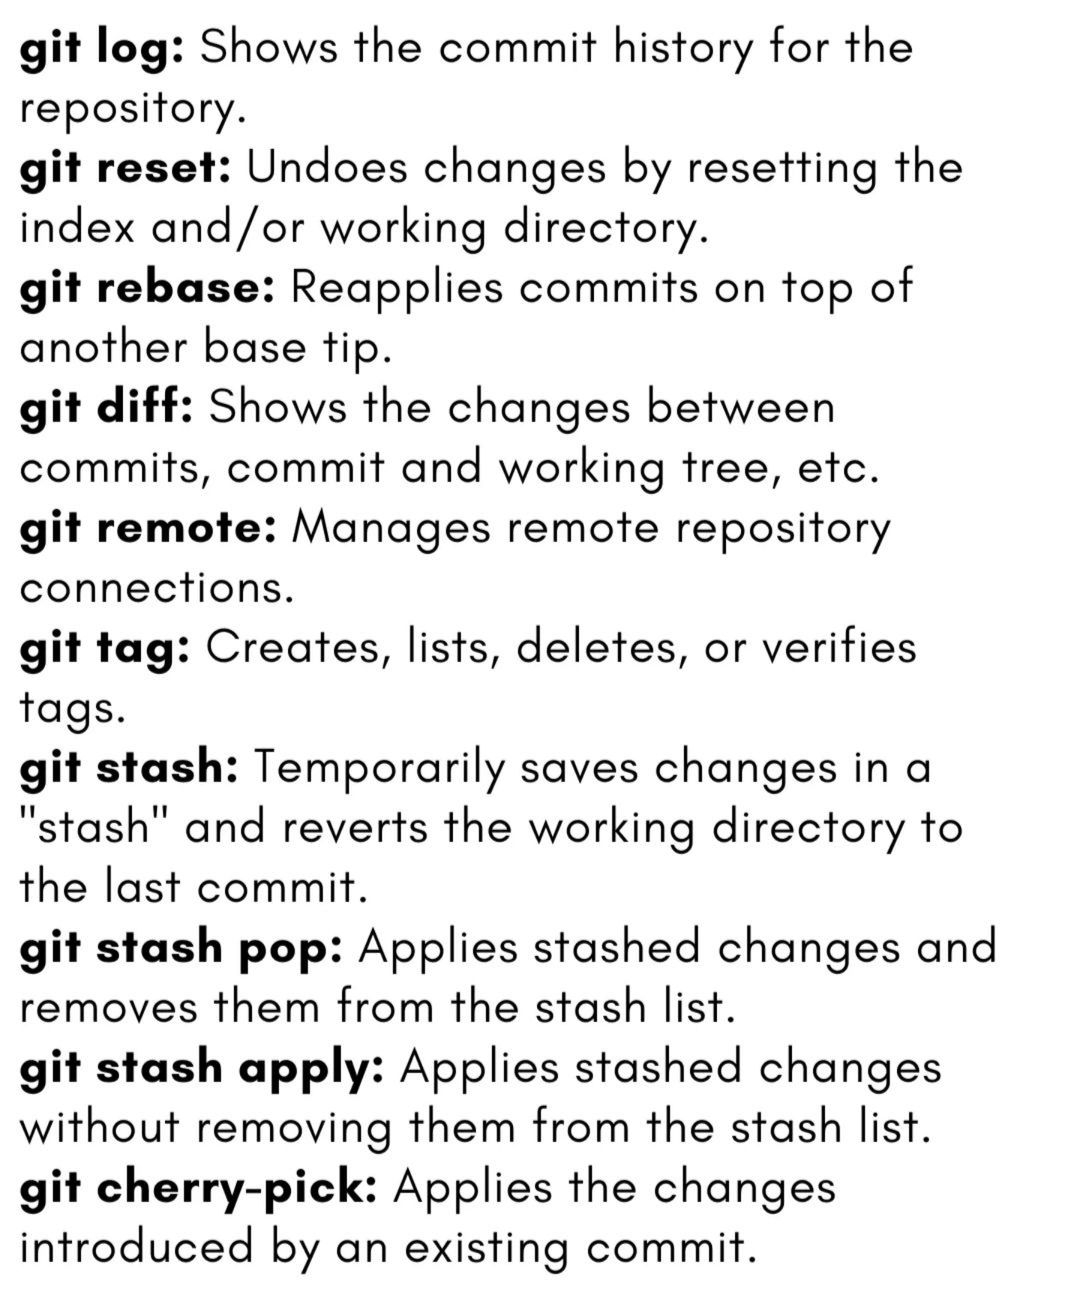 git log: Shows the commit history for the
repository.
git reset: Undoes changes by resetting the
index and/or working directory.
git rebase: Reapplies commits on top of
another base tip.
git diff: Shows the changes between
commits, commit and working tree, etc.
git remote: Manages remote repository
connections.
git tag: Creates, lists, deletes, or verifies
tags.
git stash: Temporarily saves changes in a
"stash" and reverts the working directory to
the last commit.
git stash pop: Applies stashed changes and
removes them from the stash list.
git stash apply: Applies stashed changes
without removing them from the stash list.
git cherry-pick: Applies the changes
introduced by an existing commit.